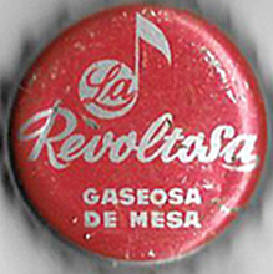 La
Revoltosa
GASEOSA
DE MESA